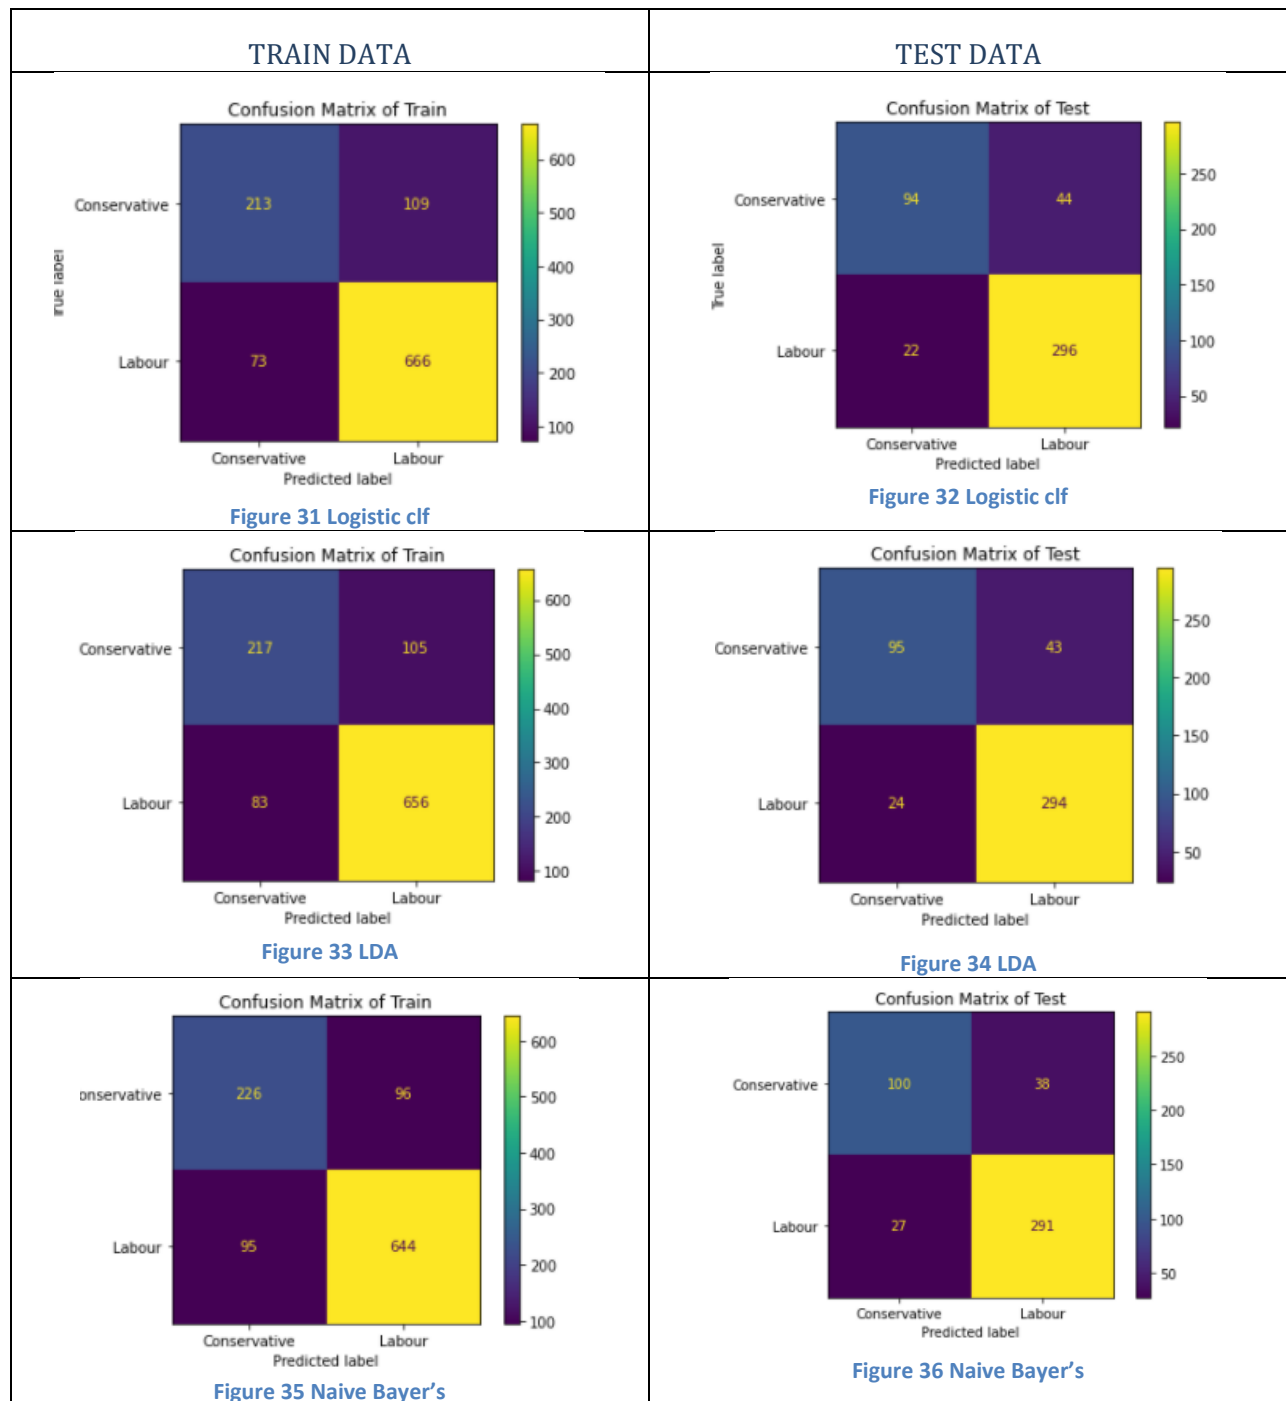 TRAIN DATA
TEST DATA
Confusion Matrix of Train
600
500
400
300
200
100
Conservative
213
109
True label
Labour
73
666
Conservative
Labour
Predicted label
Figure 31 Logistic clf
Confusion Matrix of Test
250
200
150
100
50
Conservative
94
44
True label
Labour
22
296
Conservative
Labour
Predicted label
Figure 32 Logistic clf
Confusion Matrix of Train
600
500
400
300
200
100
Conservative
217
105
Labour
83
656
Conservative
Labour
Predicted label
Figure 33 LDA
Confusion Matrix of Test
250
200
150
100
50
Conservative
95
43
Labour
24
294
Conservative
Labour
Predicted label
Figure 34 LDA
Confusion Matrix of Train
600
500
400
300
200
100
onservative
226
96
Labour
95
644
Conservative
Labour
Predicted label
Figure 35 Naive Bayer’s
Confusion Matrix of Test
250
200
150
100
50
Conservative
100
38
Labour
27
291
Conservative
Labour
Predicted label
Figure 36 Naive Bayer’s